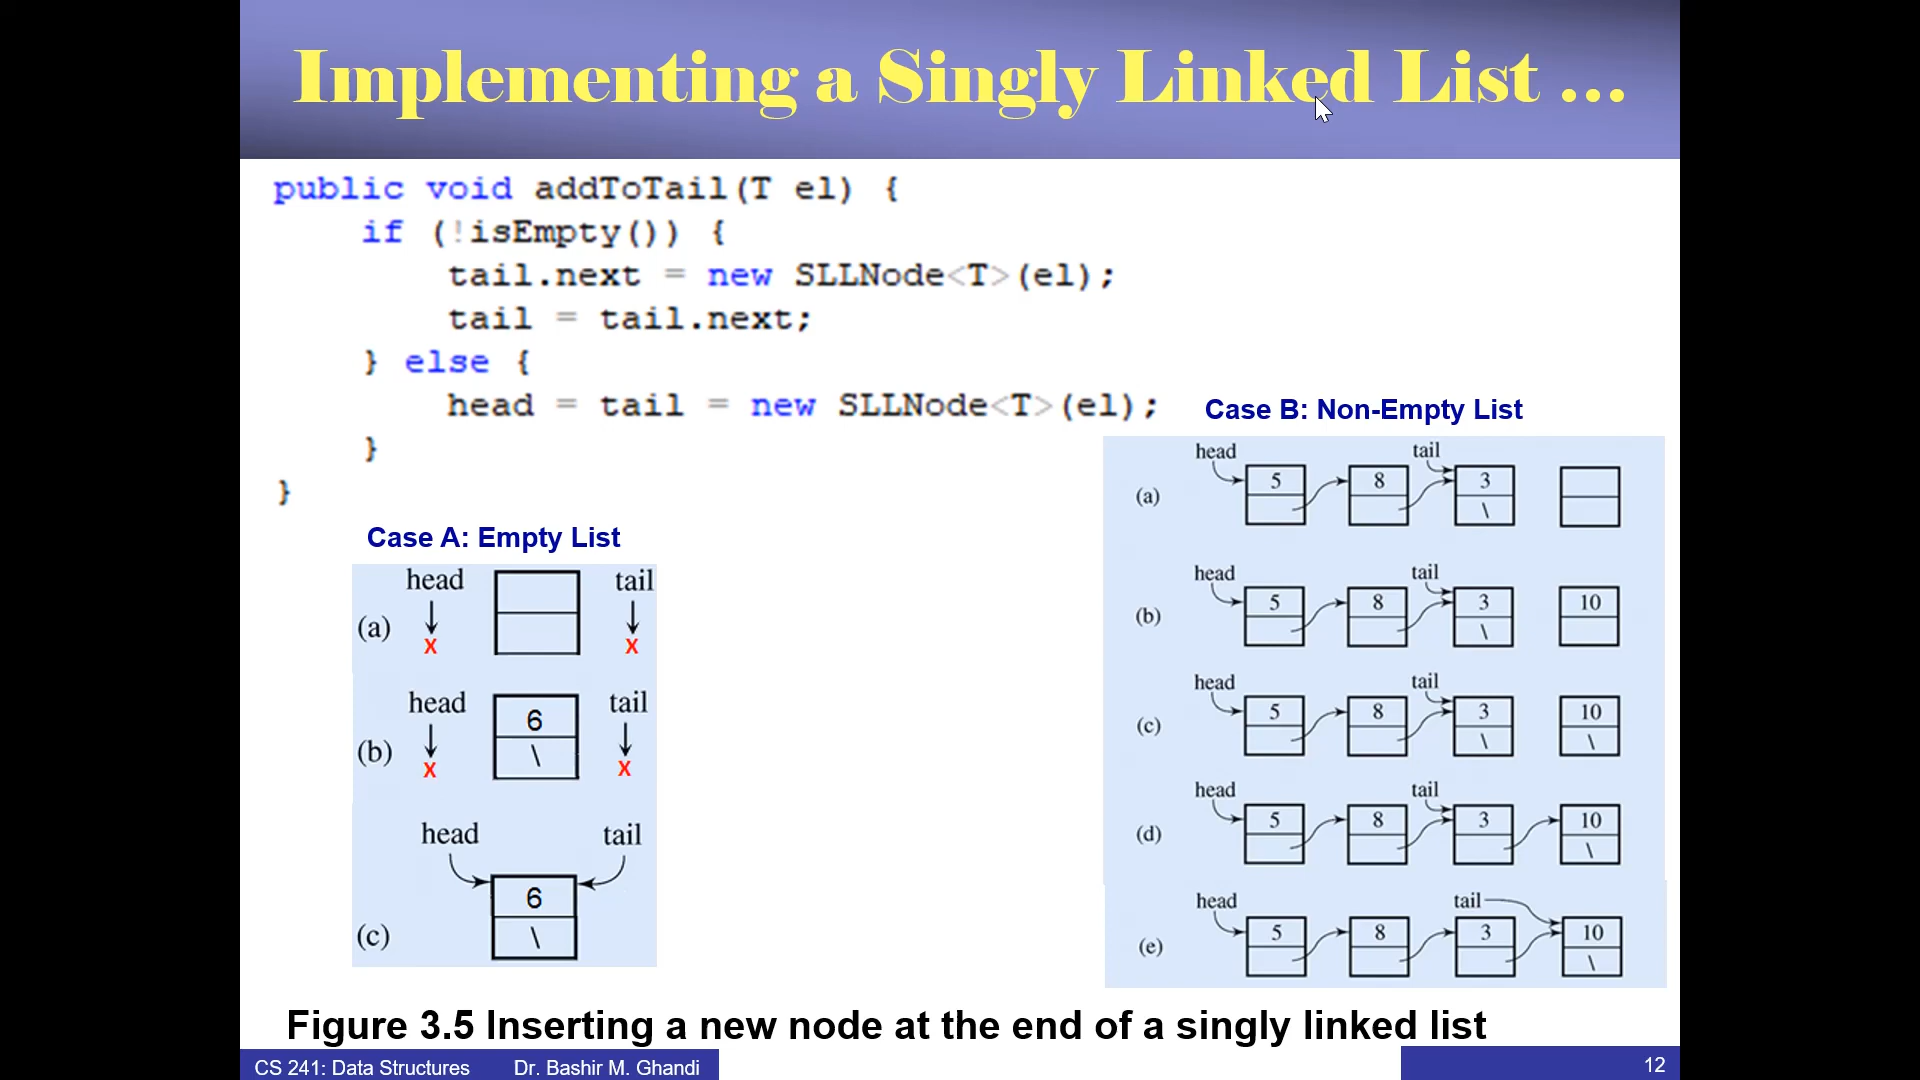 Implementing a Singly Linked List ...
public void addToTail(T el) {
if (!isEmpty()) {
tail.next = new SLLNode<T>(el);
tail = tail.next;
} else {
head = tail = new SLLNode<T>(el);
}
}
Case A: Empty List
head tail
(a)
X X
head 6 tail
(b) \
X X
head tail
6
(c) \
Case B: Non-Empty List
head tail
5 8 3
(a) \
head tail
5 8 3 10
(b) \
head tail
5 8 3 10
(c) \ \
head tail
5 8 3 10
(d) \
head tail
5 8 3 10
(e) \
Figure 3.5 Inserting a new node at the end of a singly linked list
CS 241: Data Structures Dr. Bashir M. Ghandi 12